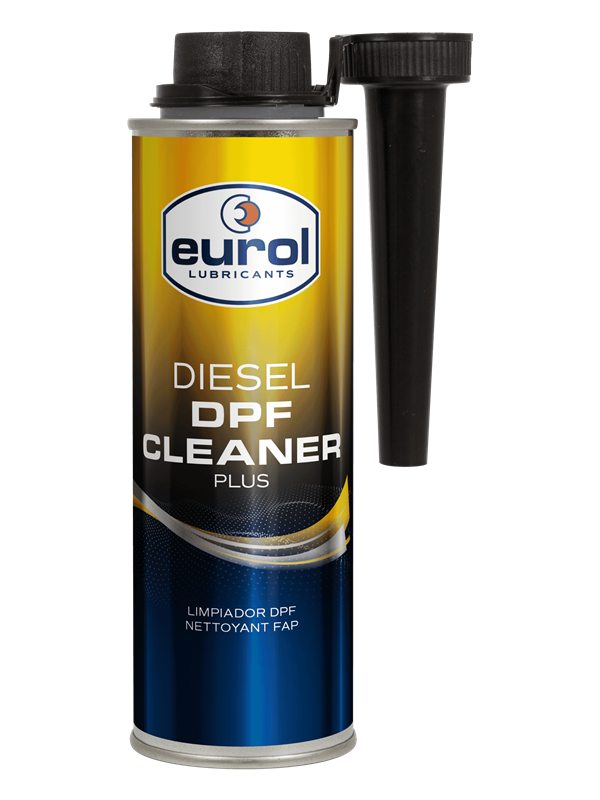 eurol
LUBRICANTS
DIESEL
DPF
CLEANER
PLUS
LIMPIADOR DPF
NETTOYANT FAP